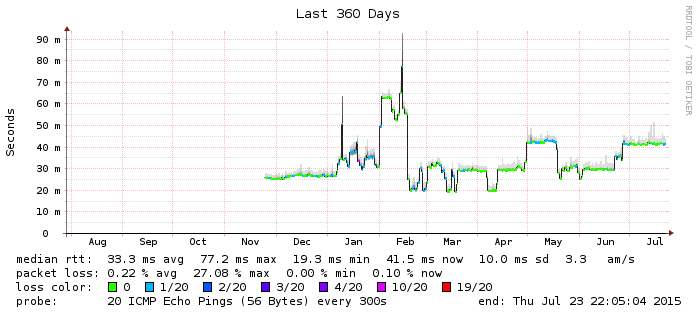 Last 360 Days
RRDTOOL / TOBI OETIKER
Seconds
90 m
80 m
70 m
60 m
50 m
40 m
30 m
20 m
10 m
0
Aug Sep Oct Nov Dec Jan Feb Mar Apr May Jun Jul
median rtt: 33.3 ms avg 77.2 ms max 19.3 ms min 41.5 ms now 10.0 ms sd 3.3 am/s
packet loss: 0.22 % avg 27.08 % max 0.00 % min 0.10 % now
loss color: 0 1/20 2/20 3/20 4/20 10/20 19/20
probe: 20 ICMP Echo Pings (56 Bytes) every 300s end: Thu Jul 23 22:05:04 2015